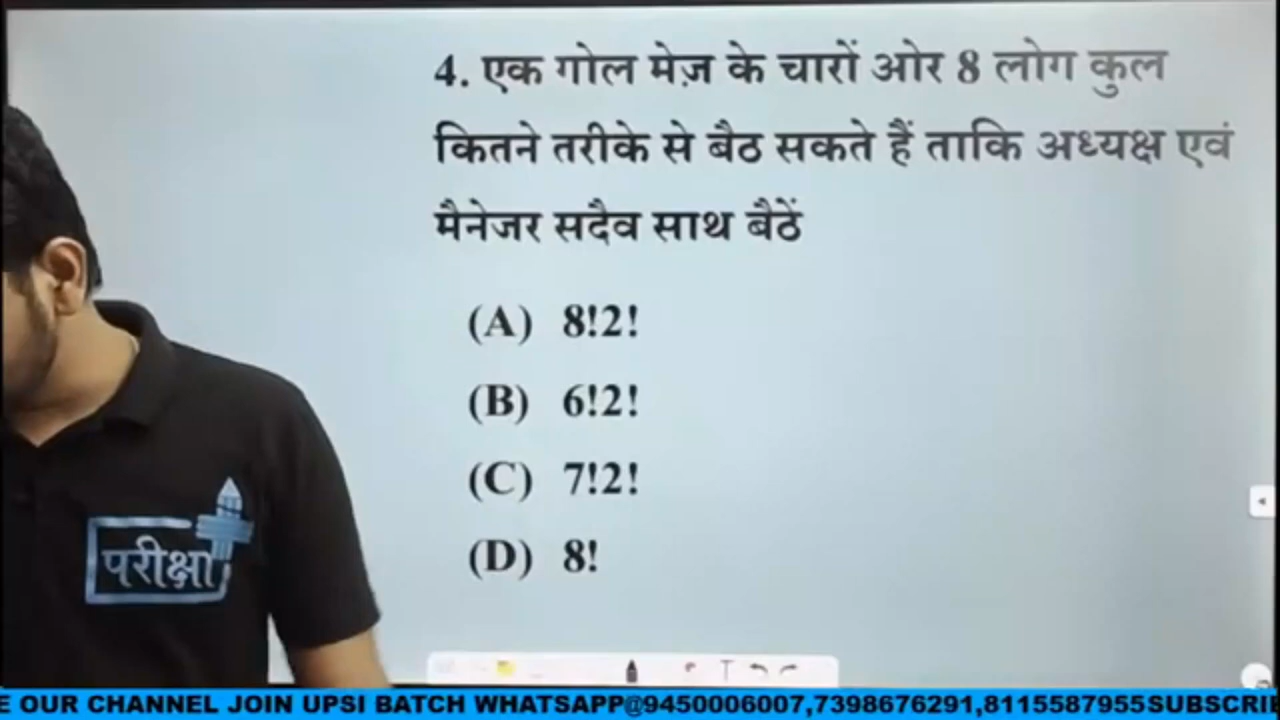 4. एक गोल मेज़ के चारों ओर 8 लोग कुल
कितने तरीके से बैठ सकते हैं ताकि अध्यक्ष एवं
मैनेजर सदैव साथ बैठें
(A) 8!2!
(B) 6!2!
(C) 7!2!
(D) 8!
परीक्षा
E OUR CHANNEL JOIN UPSI BATCH WHATSAPP@9450006007,7398676291,8115587955SUBSCRI